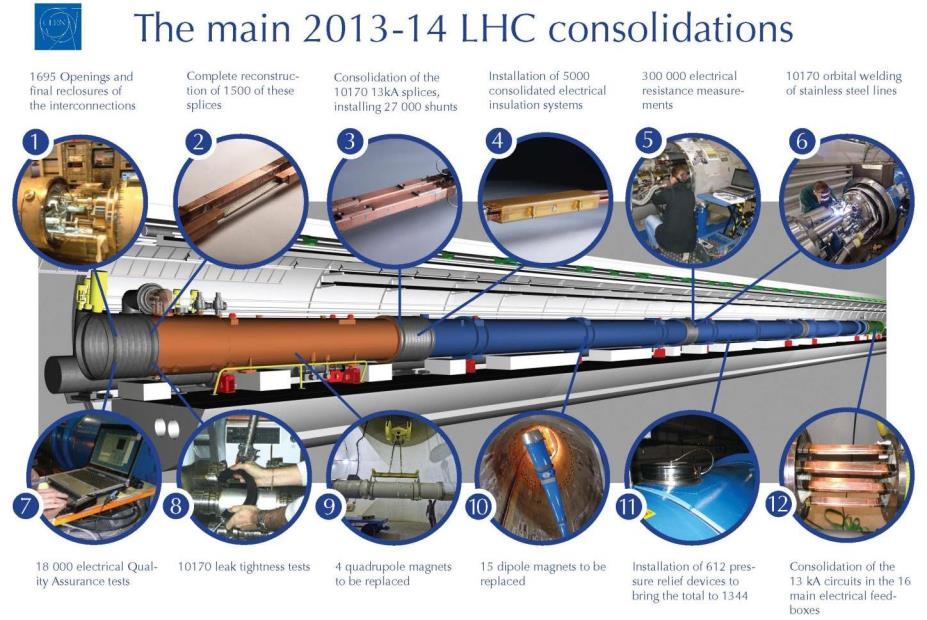 CERN
The main 2013-14 LHC consolidations
1695 Openings and
final reclosures of
the interconnections
Complete reconstruc-
tion of 1500 of these
splices
Consolidation of the
10170 13kA splices,
installing 27 000 shunts
Installation of 5000
consolidated electrical
insulation systems
300 000 electrical
resistance measure-
ments
10170 orbital welding
of stainless steel lines
1
2
3
4
5
6
7
8
9
10
11
12
18 000 electrical Qual-
ity Assurance tests
10170 leak tightness tests
4 quadrupole magnets
to be replaced
15 dipole magnets to be
replaced
Installation of 612 pres-
sure relief devices to
bring the total to 1344
Consolidation of the
13 kA circuits in the 16
main electrical feed-
boxes